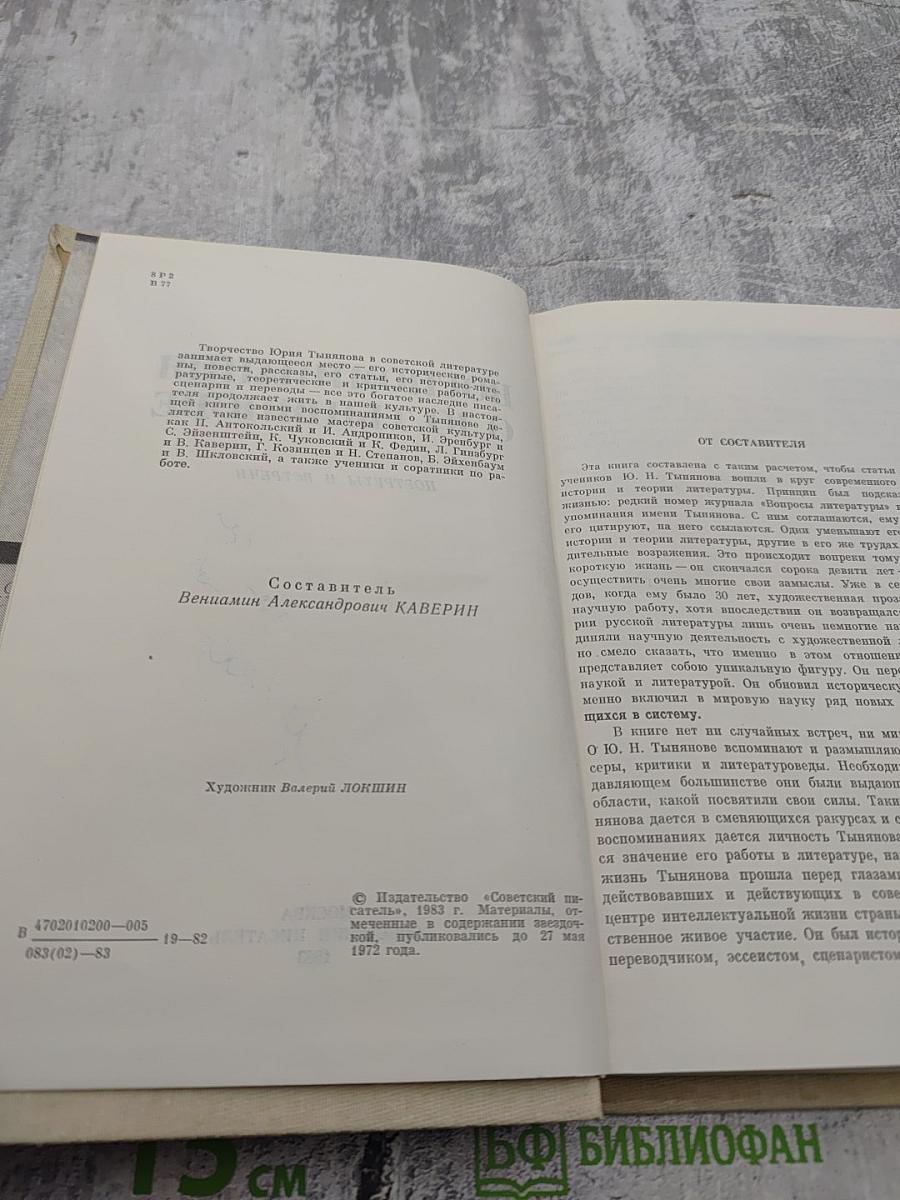 8 Р 2
В 77
Творчество Юрия Тынянова в советской литературе
занимает выдающееся место — его исторические рома-
ны, повести, рассказы, его статьи, его историко-лите-
ратурные, теоретические и критические работы, его
сценарии и переводы — все это богатое наследие писа-
теля продолжает жить в нашей культуре. В настоя-
щей книге своими воспоминаниями о Тынянове де-
лятся такие известные мастера советской культуры,
как П. Антокольский и И. Андроников, И. Эренбург и
С. Эйзенштейн, К. Чуковский и К. Федин, Л. Гинзбург
и В. Каверин, Г. Козинцев и Н. Степанов, Б. Эйхенбаум
и В. Шкловский, а также ученики и соратники по ра-
боте.
Составитель
Вениамин Александрович КАВЕРИН
Художник Валерий ЛОКШИН
В 4702010200—005
083(02)—83
19—82
© Издательство «Советский пи-
сатель», 1983 г. Материалы, от-
меченные в содержании звездоч-
кой, публиковались до 27 мая
1972 года.
ОТ СОСТАВИТЕЛЯ
Эта книга составлена с таким расчетом, чтобы статьи
учеников Ю. Н. Тынянова вошли в круг современного
истории и теории литературы. Принцип был подска
жизнью: редкий номер журнала «Вопросы литературы»
упоминания имени Тынянова. С ним соглашаются, ему
его цитируют, на него ссылаются. Одни уменьшают его
истории и теории литературы, другие в его же трудах
дительные возражения. Это происходит вопреки тому
короткую жизнь — он скончался сорока девяти лет —
осуществить очень многие свои замыслы. Уже в се
дов, когда ему было 30 лет, художественная проз
научную работу, хотя впоследствии он возвращалс
рии русской литературы лишь очень немногие на
диняли научную деятельность с художественной
но смело сказать, что именно в этом отношени
представляет собою уникальную фигуру. Он пер
наукой и литературой. Он обновил историческу
менно включил в мировую науку ряд новых
щихся в систему.
В книге нет ни случайных встреч, ни ми
О Ю. Н. Тынянове вспоминают и размышляю
серы, критики и литературоведы. Необходи
давляющем большинстве они были выдаю
области, какой посвятили свои силы. Таки
нянова дается в сменяющихся ракурсах и с
воспоминаниях дается личность Тынянова
ся значение его работы в литературе, на
жизнь Тынянова прошла перед глазами
действовавших и действующих в сове
центре интеллектуальной жизни страны
ственное живое участие. Он был истор
переводчиком, эссеистом, сценаристом
15 см
БФ БИБЛИОФАН